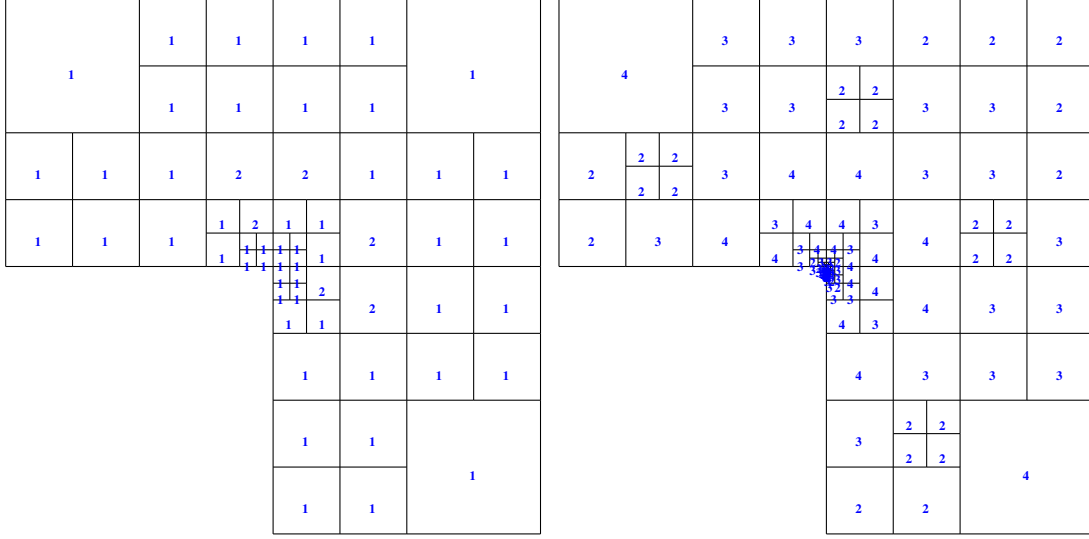 1 1 1 1 3 3 3 2 2 2
1 1 4
2 2
1 1 1 1 3 3 3 3 2
2 2
2 2
1 1 1 2 2 1 1 1 2 3 4 4 3 3 2
2 2
1 2 1 1 3 4 4 3 2 2
1 1 1 2 1 1 2 3 4 4 3
1 1 1 1 3 4 4 3
1 1 4 4 2 2
1 1 1 1 3 4
1 1 4
2 4
1 1 3 3
2 1 1 4 3 3
1 1 4 3
1 1 1 1 4 3 3 3
2 2
1 1 3
2 2
1 4
1 1 2 2